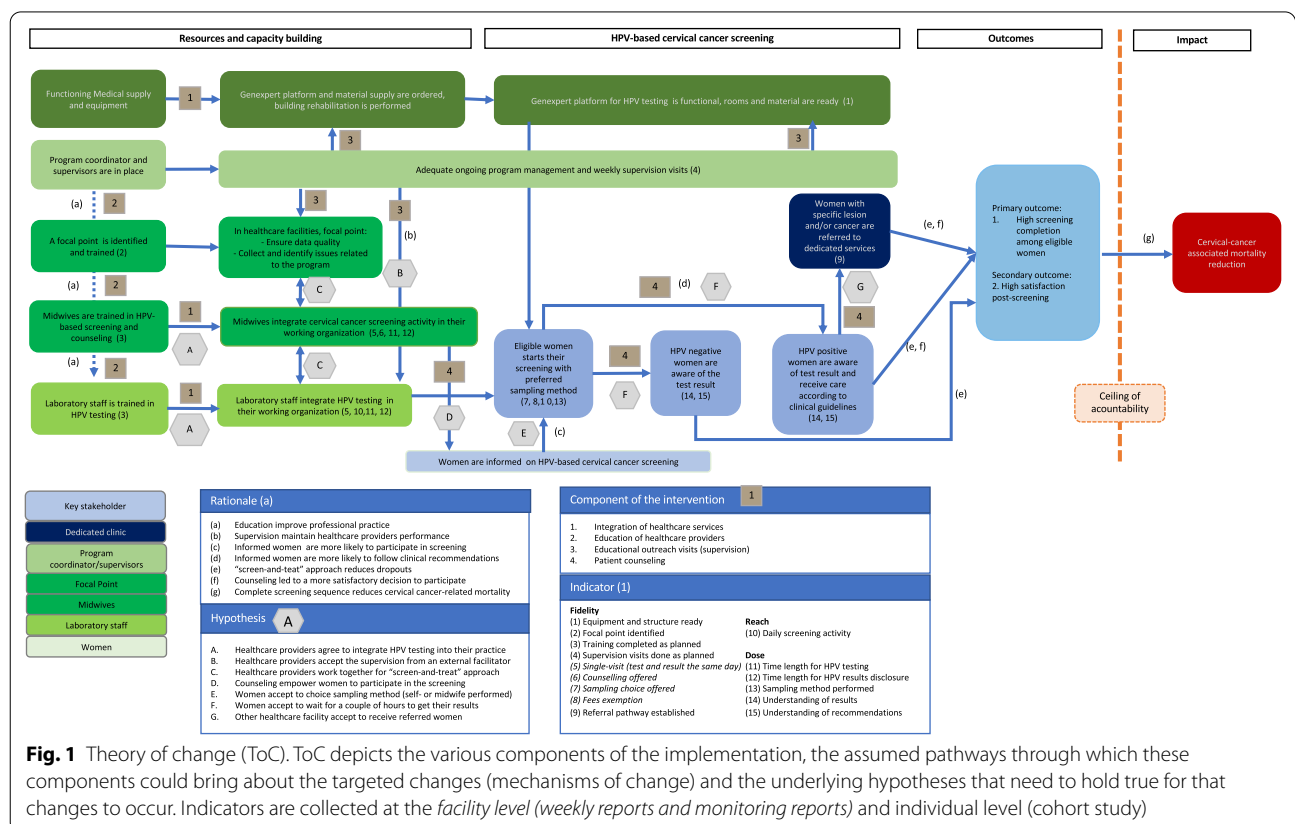 Resources and capacity building
HPV-based cervical cancer screening
Outcomes
Impact
Functioning Medical supply
and equipment
1
Genexpert platform and material supply are ordered,
building rehabilitation is performed
Genexpert platform for HPV testing is functional, rooms and material are ready (1)
3
3
Program coordinator and
supervisors are in place
Adequate ongoing program management and weekly supervision visits (4)
(a)
2
3
3
(b)
B
A focal point is identified
and trained (2)
In healthcare facilities, focal point:
- Ensure data quality
- Collect and identify issues related
to the program
Women with
specific lesion
and/or cancer are
referred to
dedicated services
(9)
(e, f)
Primary outcome:
1. High screening
completion
among eligible
women
Secondary outcome:
2. High satisfaction
post-screening
(g)
Cervical-cancer
associated mortality
reduction
(a)
2
C
4
(d)
F
G
4
Midwives are trained in HPV-
based screening and
counseling (3)
1
A
Midwives integrate cervical cancer screening activity in their
working organization (5,6, 11, 12)
(a)
2
C
4
D
Eligible women
starts their
screening with
preferred
sampling method
(7, 8,1 0,13)
4
F
HPV negative
women are
aware of the
test result
(14, 15)
HPV positive
women are aware
of test result and
receive care
according to
clinical guidelines
(14, 15)
(e, f)
(e)
Laboratory staff is trained in
HPV testing (3)
1
A
Laboratory staff integrate HPV testing in
their working organization (5, 10,11, 12)
E
(c)
Women are informed on HPV-based cervical cancer screening
Ceiling of
acountability
Key stakeholder
Dedicated clinic
Program
coordinator/supervisors
Focal Point
Midwives
Laboratory staff
Women
Rationale (a)
(a) Education improve professional practice
(b) Supervision maintain healthcare providers performance
(c) Informed women are more likely to participate in screening
(d) Informed women are more likely to follow clinical recommendations
(e) “screen-and-teat” approach reduces dropouts
(f) Counseling led to a more satisfactory decision to participate
(g) Complete screening sequence reduces cervical cancer-related mortality
Hypothesis A
A. Healthcare providers agree to integrate HPV testing into their practice
B. Healthcare providers accept the supervision from an external facilitator
C. Healthcare providers work together for “screen-and-treat” approach
D. Counseling empower women to participate in the screening
E. Women accept to choice sampling method (self- or midwife performed)
F. Women accept to wait for a couple of hours to get their results
G. Other healthcare facility accept to receive referred women
Component of the intervention 1
1. Integration of healthcare services
2. Education of healthcare providers
3. Educational outreach visits (supervision)
4. Patient counseling
Indicator (1)
Fidelity
(1) Equipment and structure ready
(2) Focal point identified
(3) Training completed as planned
(4) Supervision visits done as planned
(5) Single-visit (test and result the same day)
(6) Counselling offered
(7) Sampling choice offered
(8) Fees exemption
(9) Referral pathway established
Reach
(10) Daily screening activity
Dose
(11) Time length for HPV testing
(12) Time length for HPV results disclosure
(13) Sampling method performed
(14) Understanding of results
(15) Understanding of recommendations
Fig. 1 Theory of change (ToC). ToC depicts the various components of the implementation, the assumed pathways through which these
components could bring about the targeted changes (mechanisms of change) and the underlying hypotheses that need to hold true for that
changes to occur. Indicators are collected at the facility level (weekly reports and monitoring reports) and individual level (cohort study)